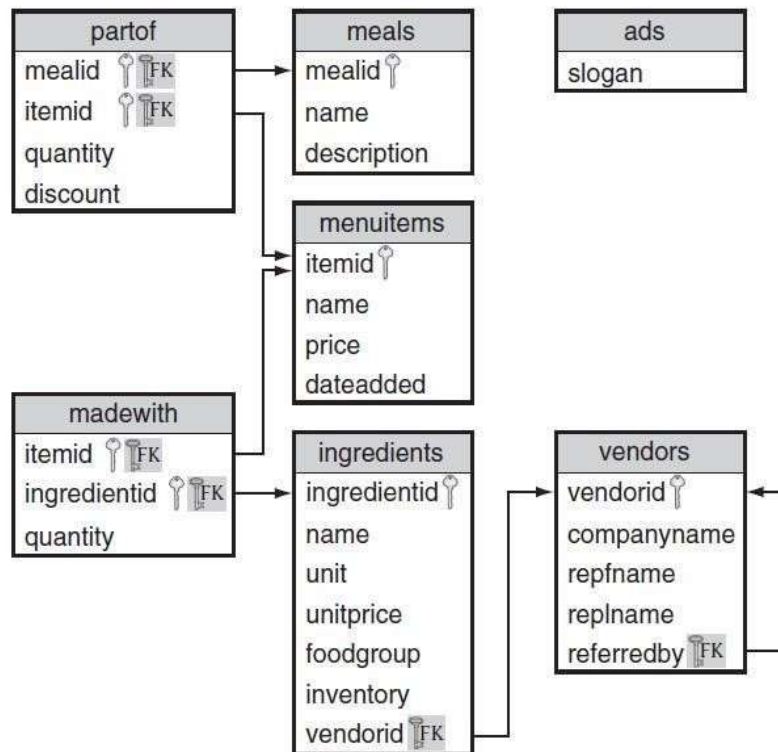 partof
mealid FK
itemid FK
quantity
discount
meals
mealid
name
description
ads
slogan
menuitems
itemid
name
price
dateadded
madewith
itemid FK
ingredientid FK
quantity
ingredients
ingredientid
name
unit
unitprice
foodgroup
inventory
vendorid FK
vendors
vendorid
companyname
repfname
replname
referredby FK